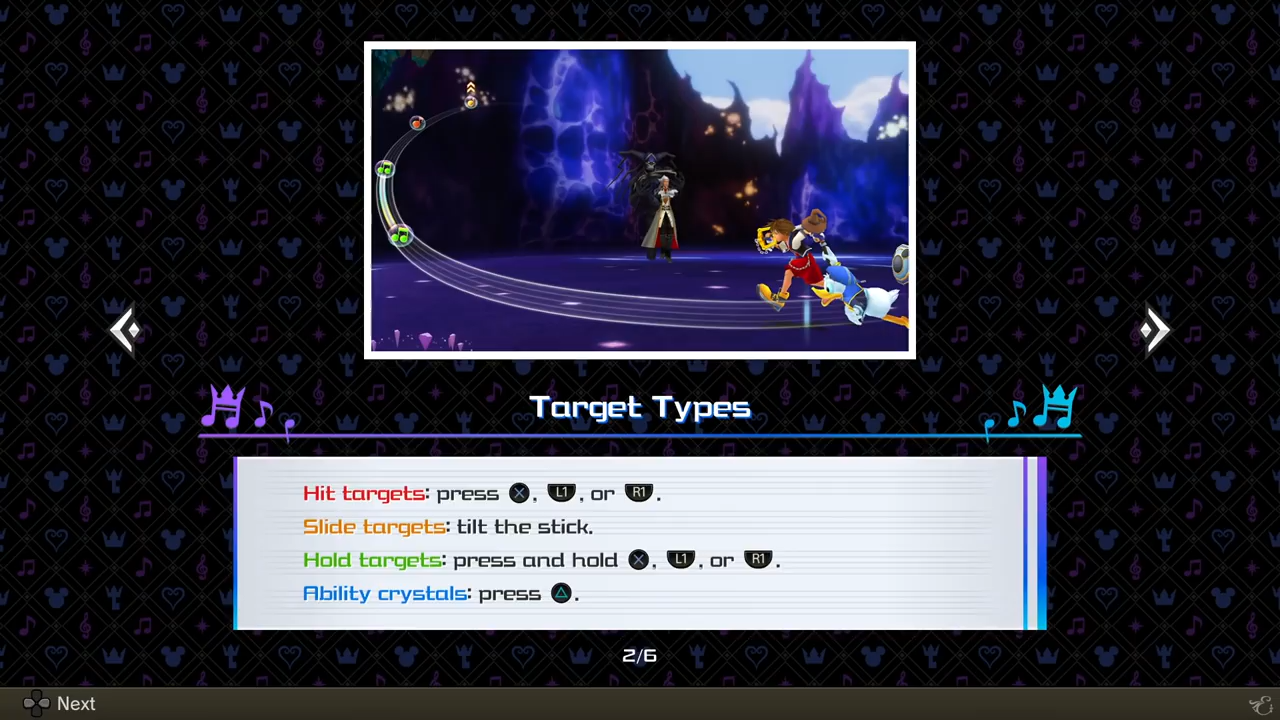 Target Types
Hit targets: press ⓧ, L1, or R1.
Slide targets: tilt the stick.
Hold targets: press and hold ⓧ, L1, or R1.
Ability crystals: press △.
2/6
Next